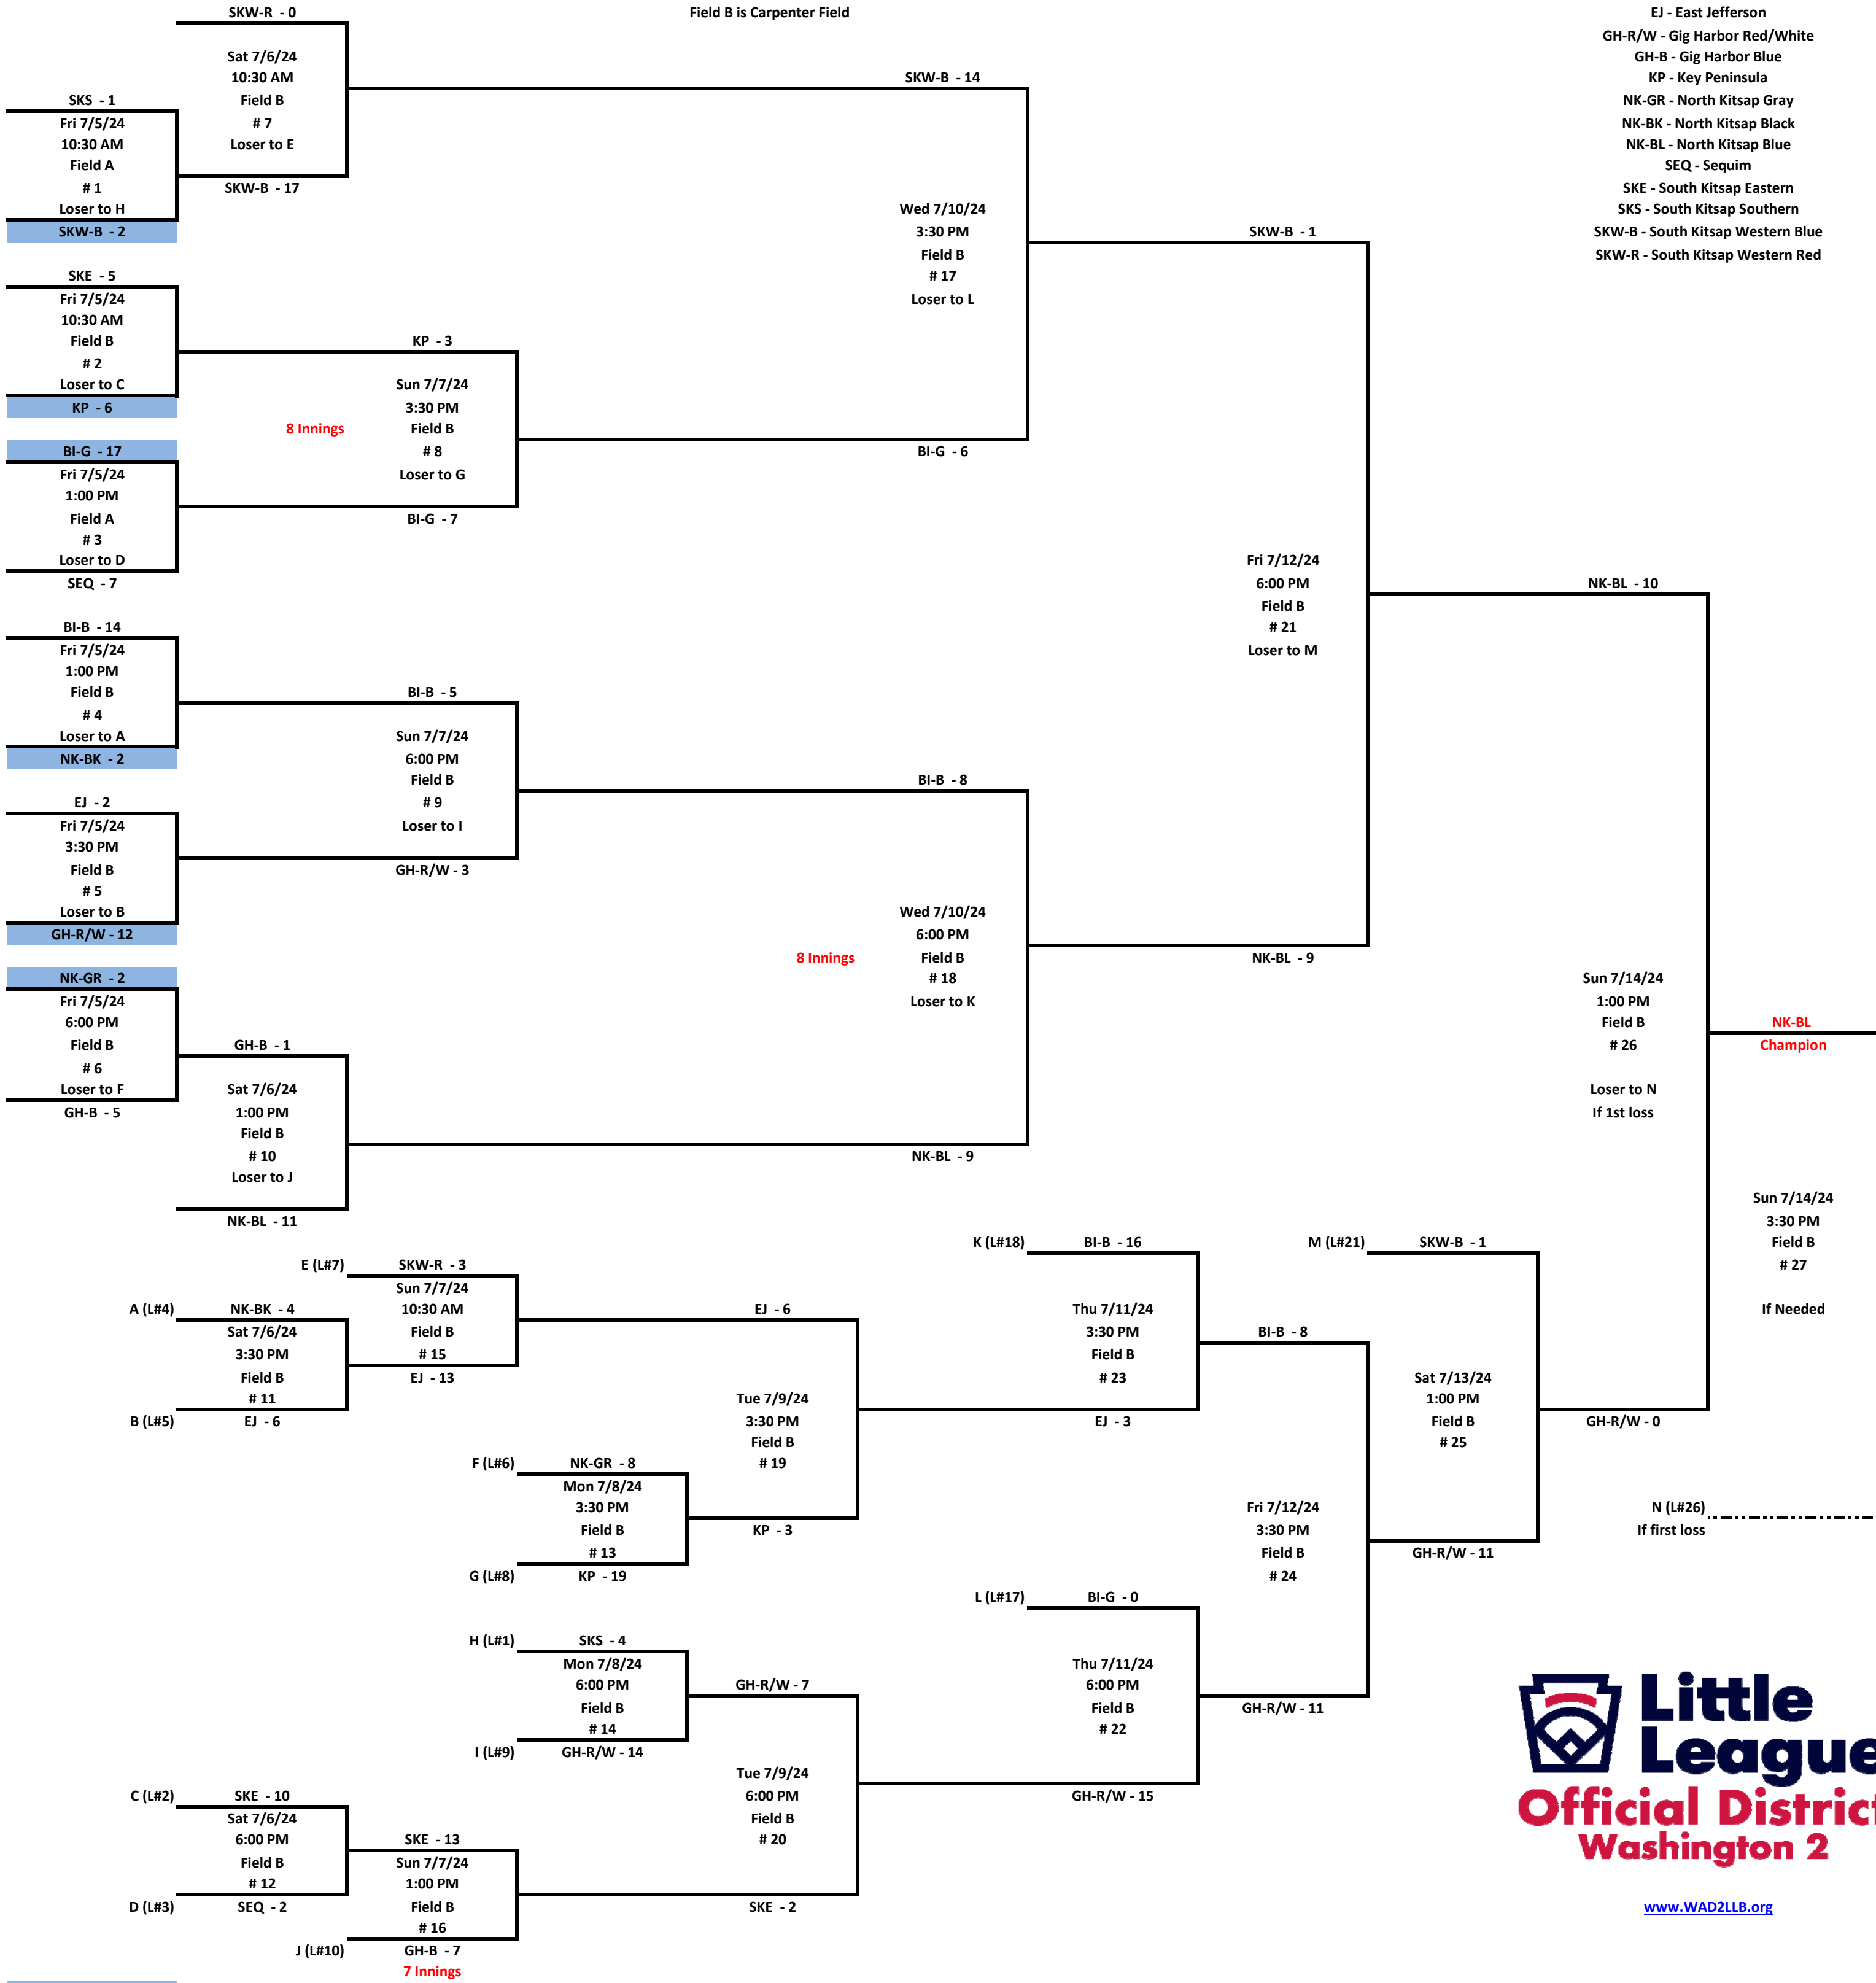 SKW-R - 0
Field B is Carpenter Field
EJ - East Jefferson
GH-R/W - Gig Harbor Red/White
GH-B - Gig Harbor Blue
KP - Key Peninsula
NK-GR - North Kitsap Gray
NK-BK - North Kitsap Black
NK-BL - North Kitsap Blue
SEQ - Sequim
SKE - South Kitsap Eastern
SKS - South Kitsap Southern
SKW-B - South Kitsap Western Blue
SKW-R - South Kitsap Western Red
Sat 7/6/24
10:30 AM
Field B
# 7
Loser to E
SKW-B - 17
SKS - 1
Fri 7/5/24
10:30 AM
Field A
# 1
Loser to H
SKW-B - 2
SKE - 5
Fri 7/5/24
10:30 AM
Field B
# 2
Loser to C
KP - 6
BI-G - 17
Fri 7/5/24
1:00 PM
Field A
# 3
Loser to D
SEQ - 7
BI-B - 14
Fri 7/5/24
1:00 PM
Field B
# 4
Loser to A
NK-BK - 2
EJ - 2
Fri 7/5/24
3:30 PM
Field B
# 5
Loser to B
GH-R/W - 12
NK-GR - 2
Fri 7/5/24
6:00 PM
Field B
# 6
Loser to F
GH-B - 5
GH-B - 1
Sat 7/6/24
1:00 PM
Field B
# 10
Loser to J
NK-BL - 11
KP - 3
8 Innings
Sun 7/7/24
3:30 PM
Field B
# 8
Loser to G
BI-G - 7
BI-B - 5
Sun 7/7/24
6:00 PM
Field B
# 9
Loser to I
GH-R/W - 3
SKW-B - 14
Wed 7/10/24
3:30 PM
Field B
# 17
Loser to L
BI-G - 6
BI-B - 8
8 Innings
Wed 7/10/24
6:00 PM
Field B
# 18
Loser to K
NK-BL - 9
SKW-B - 1
Fri 7/12/24
6:00 PM
Field B
# 21
Loser to M
NK-BL - 9
NK-BL - 10
Sun 7/14/24
1:00 PM
Field B
# 26
Loser to N
If 1st loss
NK-BL
Champion
Sun 7/14/24
3:30 PM
Field B
# 27
If Needed
E (L#7)
SKW-R - 3
Sun 7/7/24
10:30 AM
Field B
# 15
EJ - 13
A (L#4)
NK-BK - 4
Sat 7/6/24
3:30 PM
Field B
# 11
B (L#5)
EJ - 6
EJ - 6
Tue 7/9/24
3:30 PM
Field B
# 19
KP - 3
F (L#6)
NK-GR - 8
Mon 7/8/24
3:30 PM
Field B
# 13
G (L#8)
KP - 19
K (L#18)
BI-B - 16
Thu 7/11/24
3:30 PM
Field B
# 23
EJ - 3
M (L#21)
SKW-B - 1
Sat 7/13/24
1:00 PM
Field B
# 25
GH-R/W - 11
BI-B - 8
Fri 7/12/24
3:30 PM
Field B
# 24
GH-R/W - 11
GH-R/W - 0
N (L#26)
If first loss
L (L#17)
BI-G - 0
Thu 7/11/24
6:00 PM
Field B
# 22
GH-R/W - 15
H (L#1)
SKS - 4
Mon 7/8/24
6:00 PM
Field B
# 14
I (L#9)
GH-R/W - 14
GH-R/W - 7
Tue 7/9/24
6:00 PM
Field B
# 20
SKE - 2
C (L#2)
SKE - 10
Sat 7/6/24
6:00 PM
Field B
# 12
D (L#3)
SEQ - 2
SKE - 13
Sun 7/7/24
1:00 PM
Field B
# 16
J (L#10)
GH-B - 7
7 Innings
Little
League
Official District
Washington 2
www.WAD2LLB.org